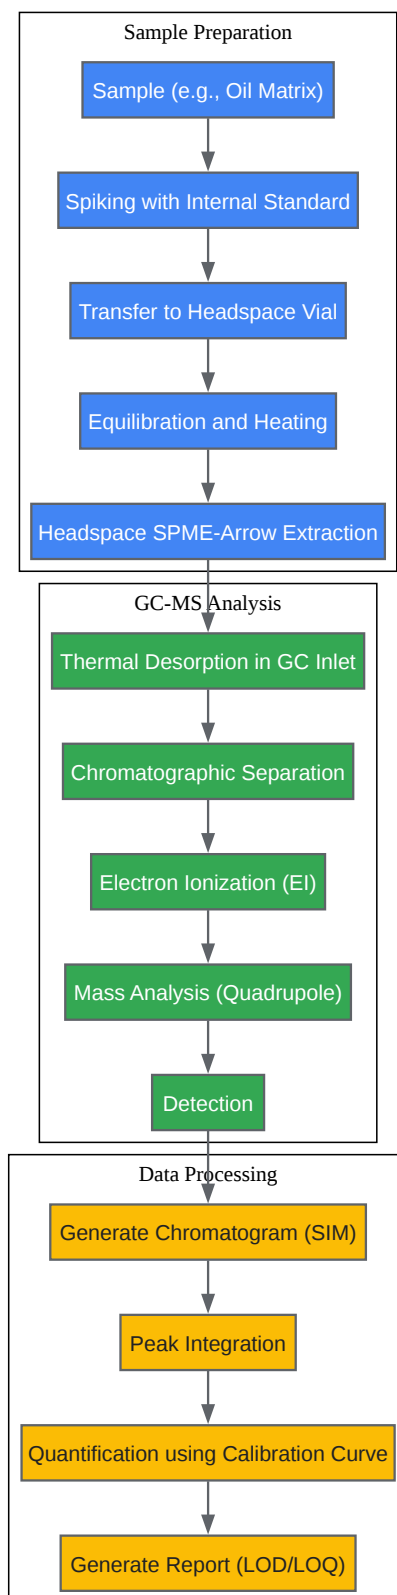 Sample Preparation
Sample (e.g., Oil Matrix)
Spiking with Internal Standard
Transfer to Headspace Vial
Equilibration and Heating
Headspace SPME-Arrow Extraction
GC-MS Analysis
Thermal Desorption in GC Inlet
Chromatographic Separation
Electron Ionization (EI)
Mass Analysis (Quadrupole)
Detection
Data Processing
Generate Chromatogram (SIM)
Peak Integration
Quantification using Calibration Curve
Generate Report (LOD/LOQ)